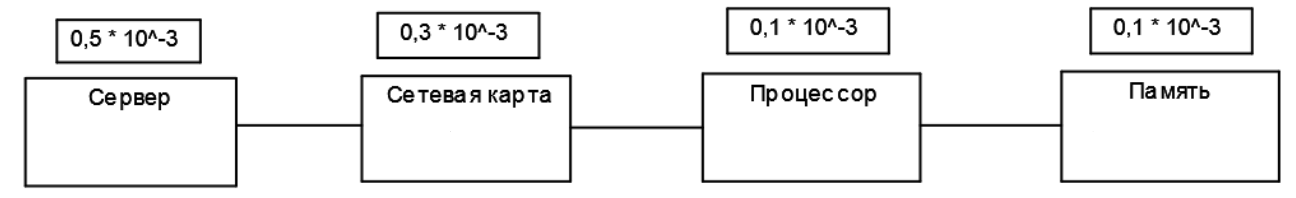 0,5 * 10^-3
0,3 * 10^-3
0,1 * 10^-3
0,1 * 10^-3
Сервер
Сетевая карта
Процессор
Память